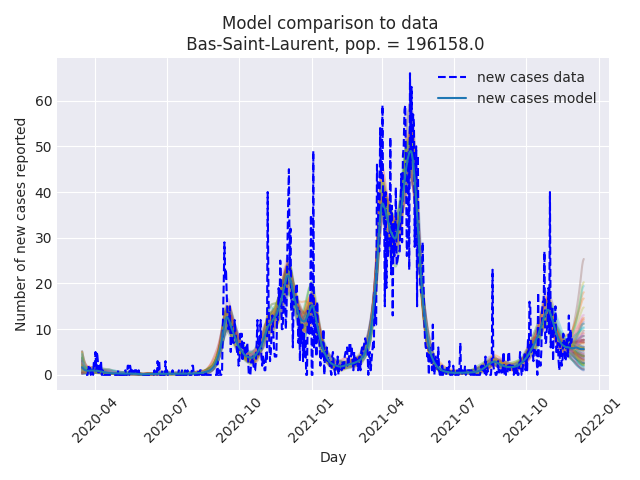 Model comparison to data
Bas-Saint-Laurent, pop. = 196158.0
new cases data
new cases model
Number of new cases reported
60
50
40
30
20
10
0
2020-04
2020-07
2020-10
2021-01
2021-04
2021-07
2021-10
2022-01
Day